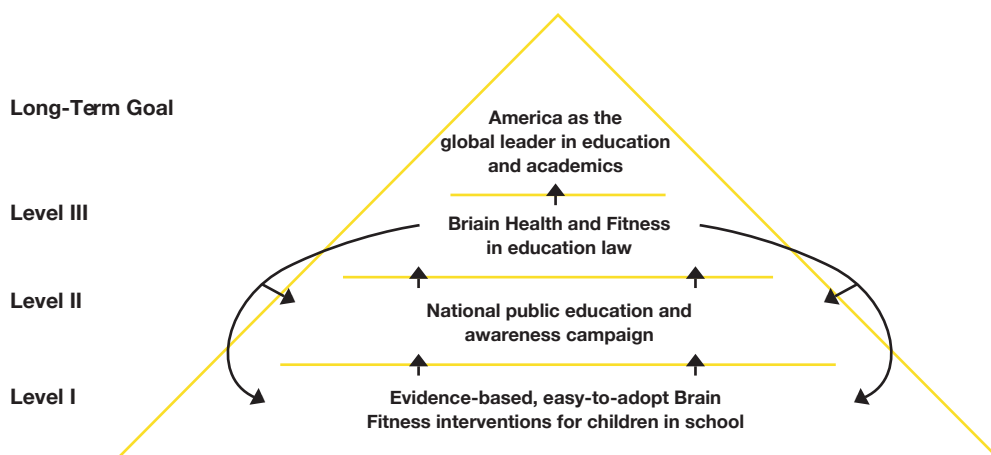 Long-Term Goal
America as the
global leader in education
and academics
Level III
Briain Health and Fitness
in education law
Level II
National public education and
awareness campaign
Level I
Evidence-based, easy-to-adopt Brain
Fitness interventions for children in school